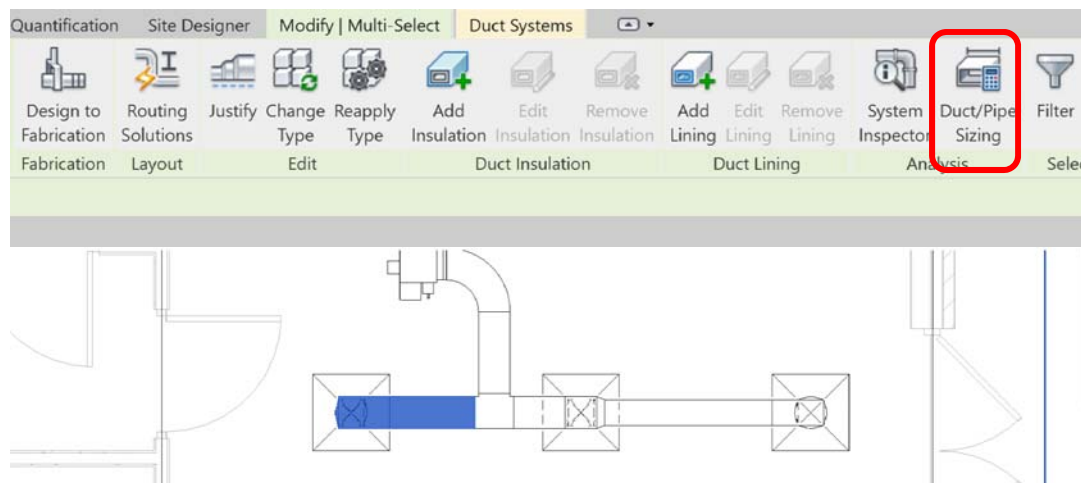 Quantification Site Designer Modify | Multi-Select Duct Systems
Design to Fabrication
Routing Solutions
Justify
Change Type
Reapply Type
Add Insulation
Edit Insulation
Remove Insulation
Add Lining
Edit Lining
Remove Lining
System Inspector
Duct/Pipe Sizing
Filter
Fabrication Layout Edit Duct Insulation Duct Lining Analysis